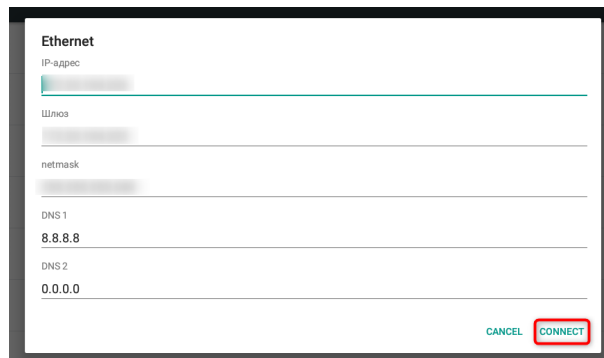 Ethernet
IP-адрес
Шлюз
netmask
DNS 1
8.8.8.8
DNS 2
0.0.0.0
CANCEL CONNECT